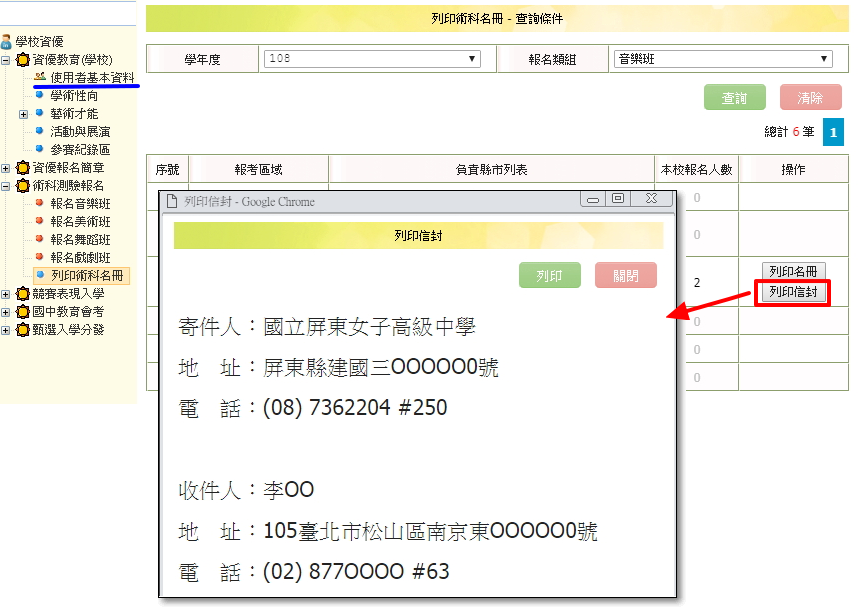 學校資優
資優教育(學校)
使用者基本資料
學術性向
藝術才能
活動與展演
參賽紀錄區
資優報名簡章
術科測驗報名
報名音樂班
報名美術班
報名舞蹈班
報名戲劇班
列印術科名冊
競賽表現入學
國中教育會考
甄選入學分發
列印術科名冊 - 查詢條件
學年度 108 報名類組 音樂班
查詢 清除
總計 6 筆 1
序號 報考區域 負責縣市列表 本校報名人數 操作
0
0
2 列印名冊
列印信封
0
0
0
列印信封 - Google Chrome
列印信封
列印 關閉
寄件人：國立屏東女子高級中學
地　址：屏東縣建國三OOOOO0號
電　話：(08) 7362204 #250
收件人：李OO
地　址：105臺北市松山區南京東OOOOO0號
電　話：(02) 877OOOO #63